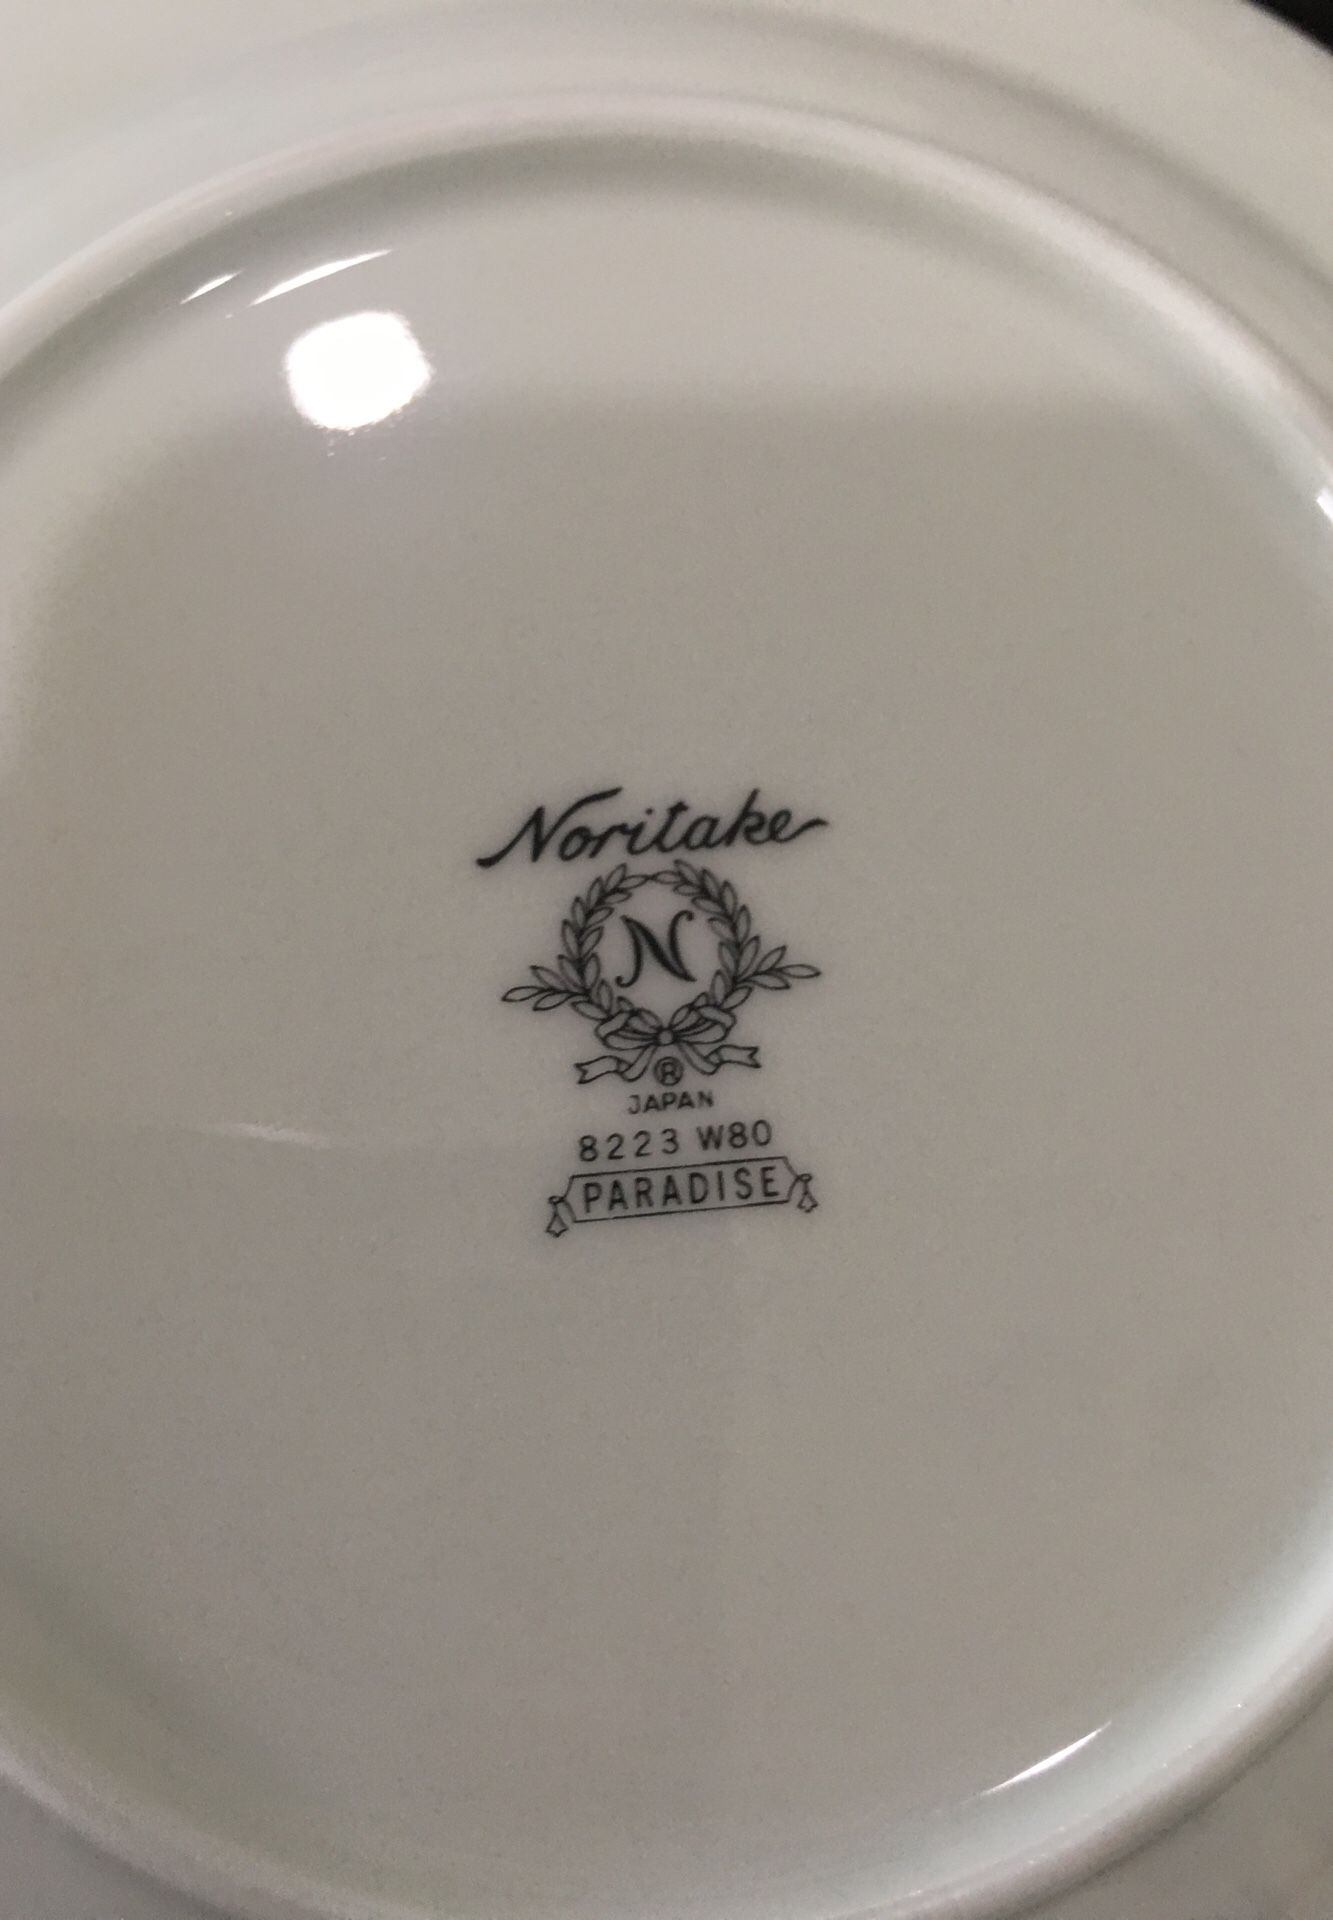 Noritake
N
®
JAPAN
8223 W80
PARADISE